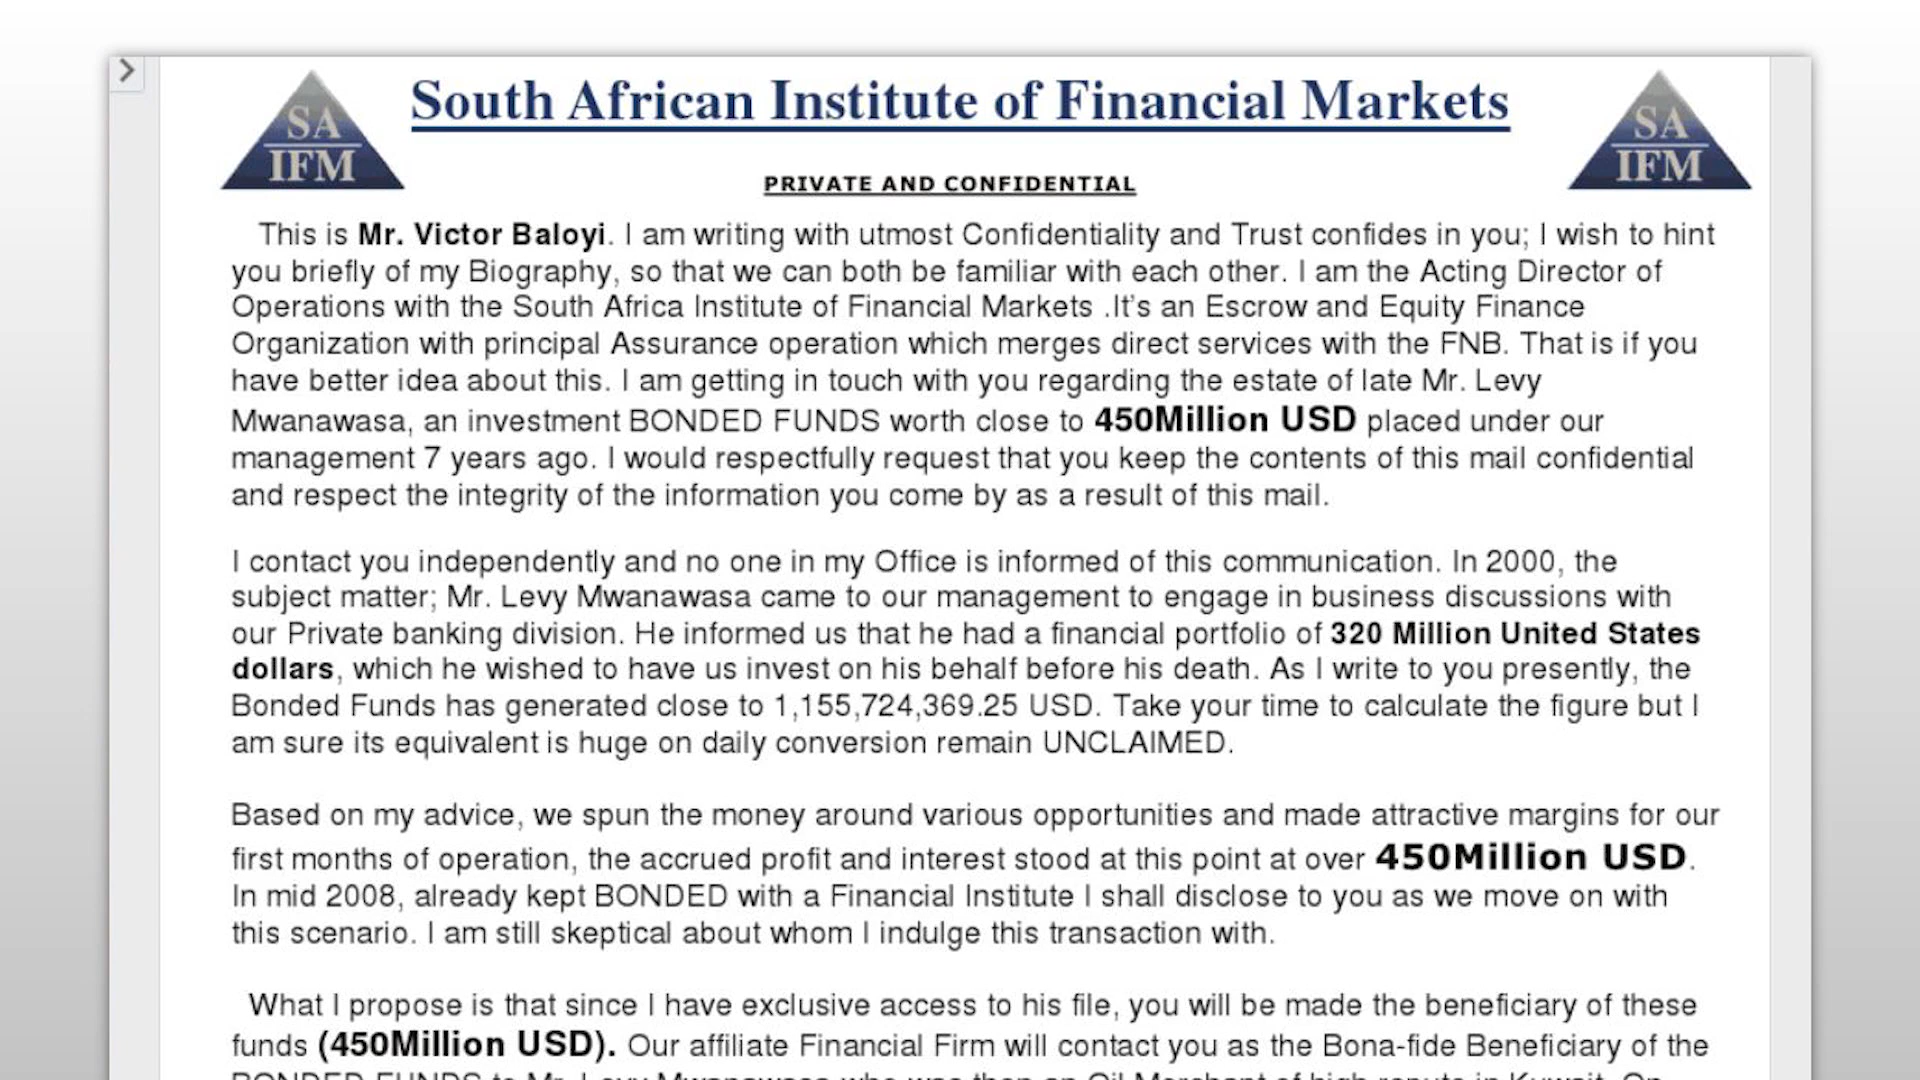 South African Institute of Financial Markets
SA
IFM
SA
IFM
PRIVATE AND CONFIDENTIAL
This is Mr. Victor Baloyi. I am writing with utmost Confidentiality and Trust confides in you; I wish to hint
you briefly of my Biography, so that we can both be familiar with each other. I am the Acting Director of
Operations with the South Africa Institute of Financial Markets .It’s an Escrow and Equity Finance
Organization with principal Assurance operation which merges direct services with the FNB. That is if you
have better idea about this. I am getting in touch with you regarding the estate of late Mr. Levy
Mwanawasa, an investment BONDED FUNDS worth close to 450Million USD placed under our
management 7 years ago. I would respectfully request that you keep the contents of this mail confidential
and respect the integrity of the information you come by as a result of this mail.
I contact you independently and no one in my Office is informed of this communication. In 2000, the
subject matter; Mr. Levy Mwanawasa came to our management to engage in business discussions with
our Private banking division. He informed us that he had a financial portfolio of 320 Million United States
dollars, which he wished to have us invest on his behalf before his death. As I write to you presently, the
Bonded Funds has generated close to 1,155,724,369.25 USD. Take your time to calculate the figure but I
am sure its equivalent is huge on daily conversion remain UNCLAIMED.
Based on my advice, we spun the money around various opportunities and made attractive margins for our
first months of operation, the accrued profit and interest stood at this point at over 450Million USD.
In mid 2008, already kept BONDED with a Financial Institute I shall disclose to you as we move on with
this scenario. I am still skeptical about whom I indulge this transaction with.
What I propose is that since I have exclusive access to his file, you will be made the beneficiary of these
funds (450Million USD). Our affiliate Financial Firm will contact you as the Bona-fide Beneficiary of the
BONDED FUNDS to Mr. Levy Mwanawasa who was then an Oil Merchant of high repute in Kuwait. On